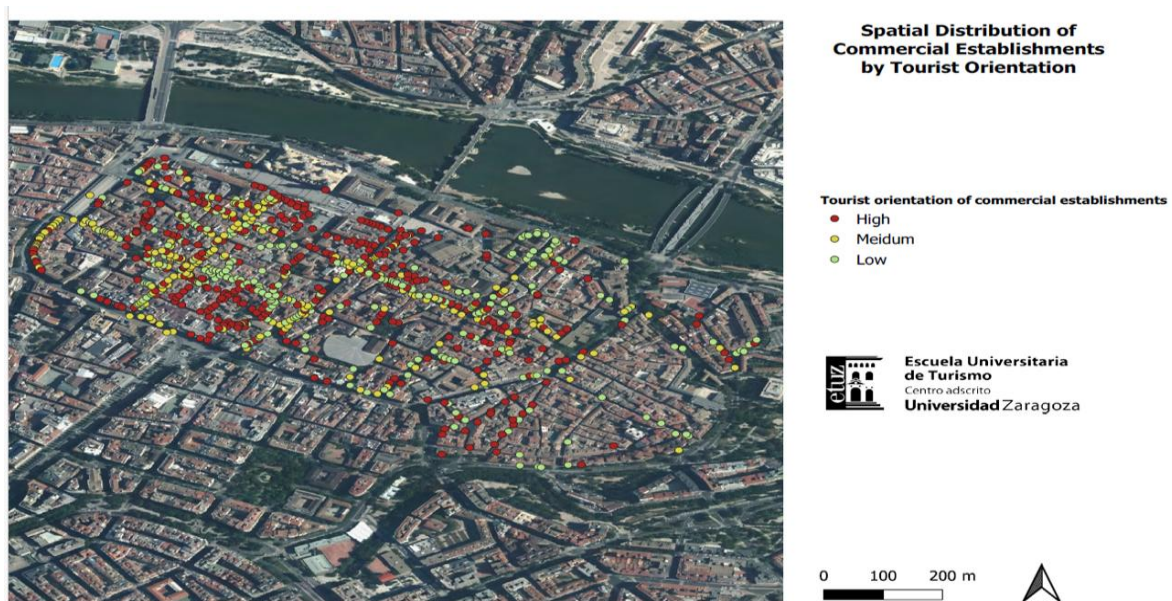 Spatial Distribution of
Commercial Establishments
by Tourist Orientation
Tourist orientation of commercial establishments
High
Meidum
Low
etuz
Escuela Universitaria
de Turismo
Centro adscrito
Universidad Zaragoza
0 100 200 m